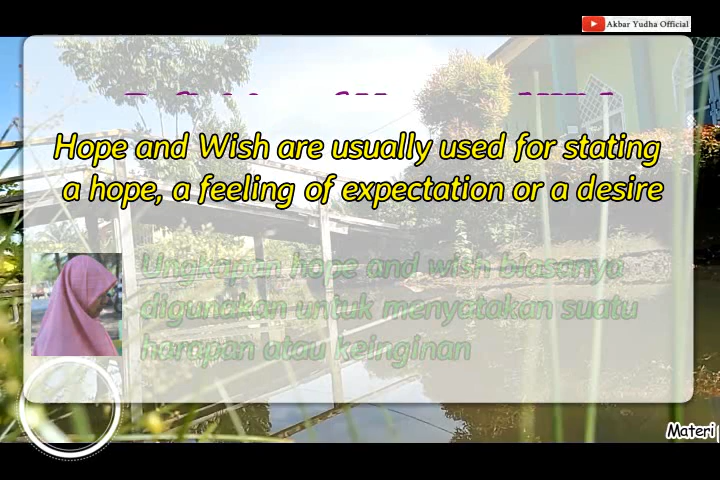 Akbar Yudha Official
Hope and Wish are usually used for stating
a hope, a feeling of expectation or a desire
Ungkapan hope and wish biasanya
digunakan untuk menyatakan suatu
harapan atau keinginan
Materi